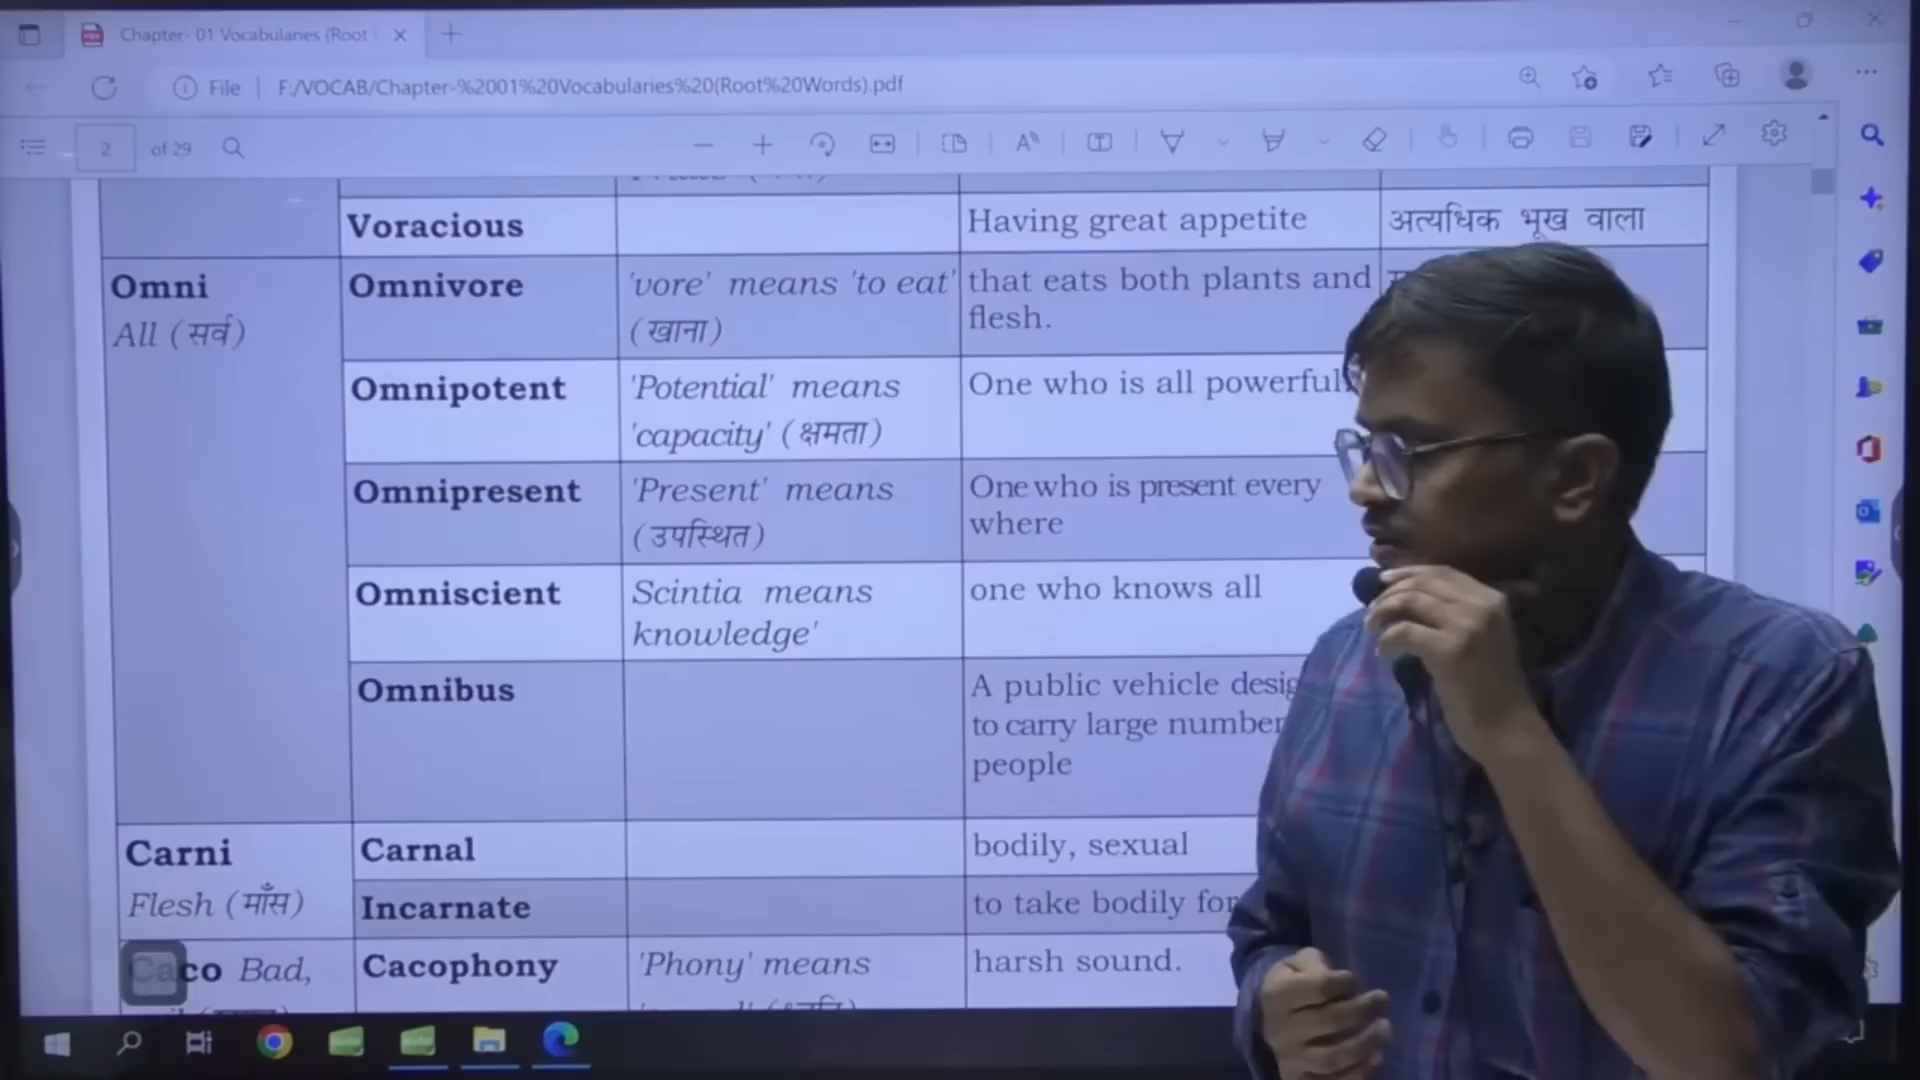 Chapter- 01 Vocabularies (Root
File
F:/VOCAB/Chapter-%2001%20Vocabularies%20(Root%20Words).pdf
2 of 29
Voracious
Having great appetite
अत्यधिक भूख वाला
Omni
All (सर्व)
Omnivore
'vore' means 'to eat'
(खाना)
that eats both plants and
flesh.
Omnipotent
'Potential' means
'capacity' (क्षमता)
One who is all powerful
Omnipresent
'Present' means
(उपस्थित)
One who is present every
where
Omniscient
Scintia means
knowledge'
one who knows all
Omnibus
A public vehicle
to carry large number
people
Carni
Flesh (माँस)
Carnal
bodily, sexual
Incarnate
to take bodily
Bad,
Cacophony
'Phony' means
harsh sound.